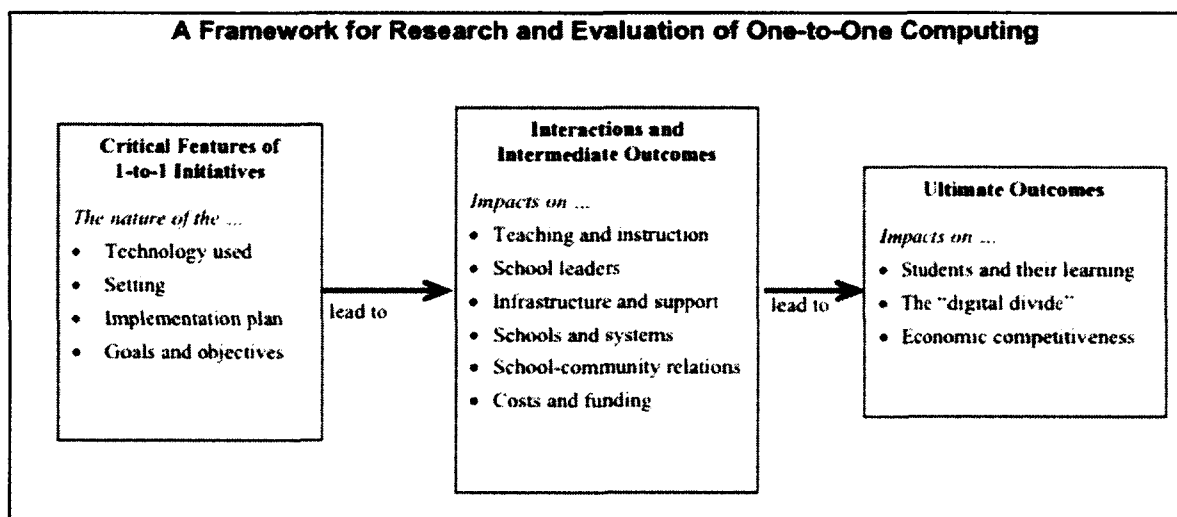 A Framework for Research and Evaluation of One-to-One Computing
Critical Features of
1-to-1 Initiatives
The nature of the ...
• Technology used
• Setting
• Implementation plan
• Goals and objectives
lead to
Interactions and
Intermediate Outcomes
Impacts on ...
• Teaching and instruction
• School leaders
• Infrastructure and support
• Schools and systems
• School-community relations
• Costs and funding
lead to
Ultimate Outcomes
Impacts on ...
• Students and their learning
• The "digital divide"
• Economic competitiveness